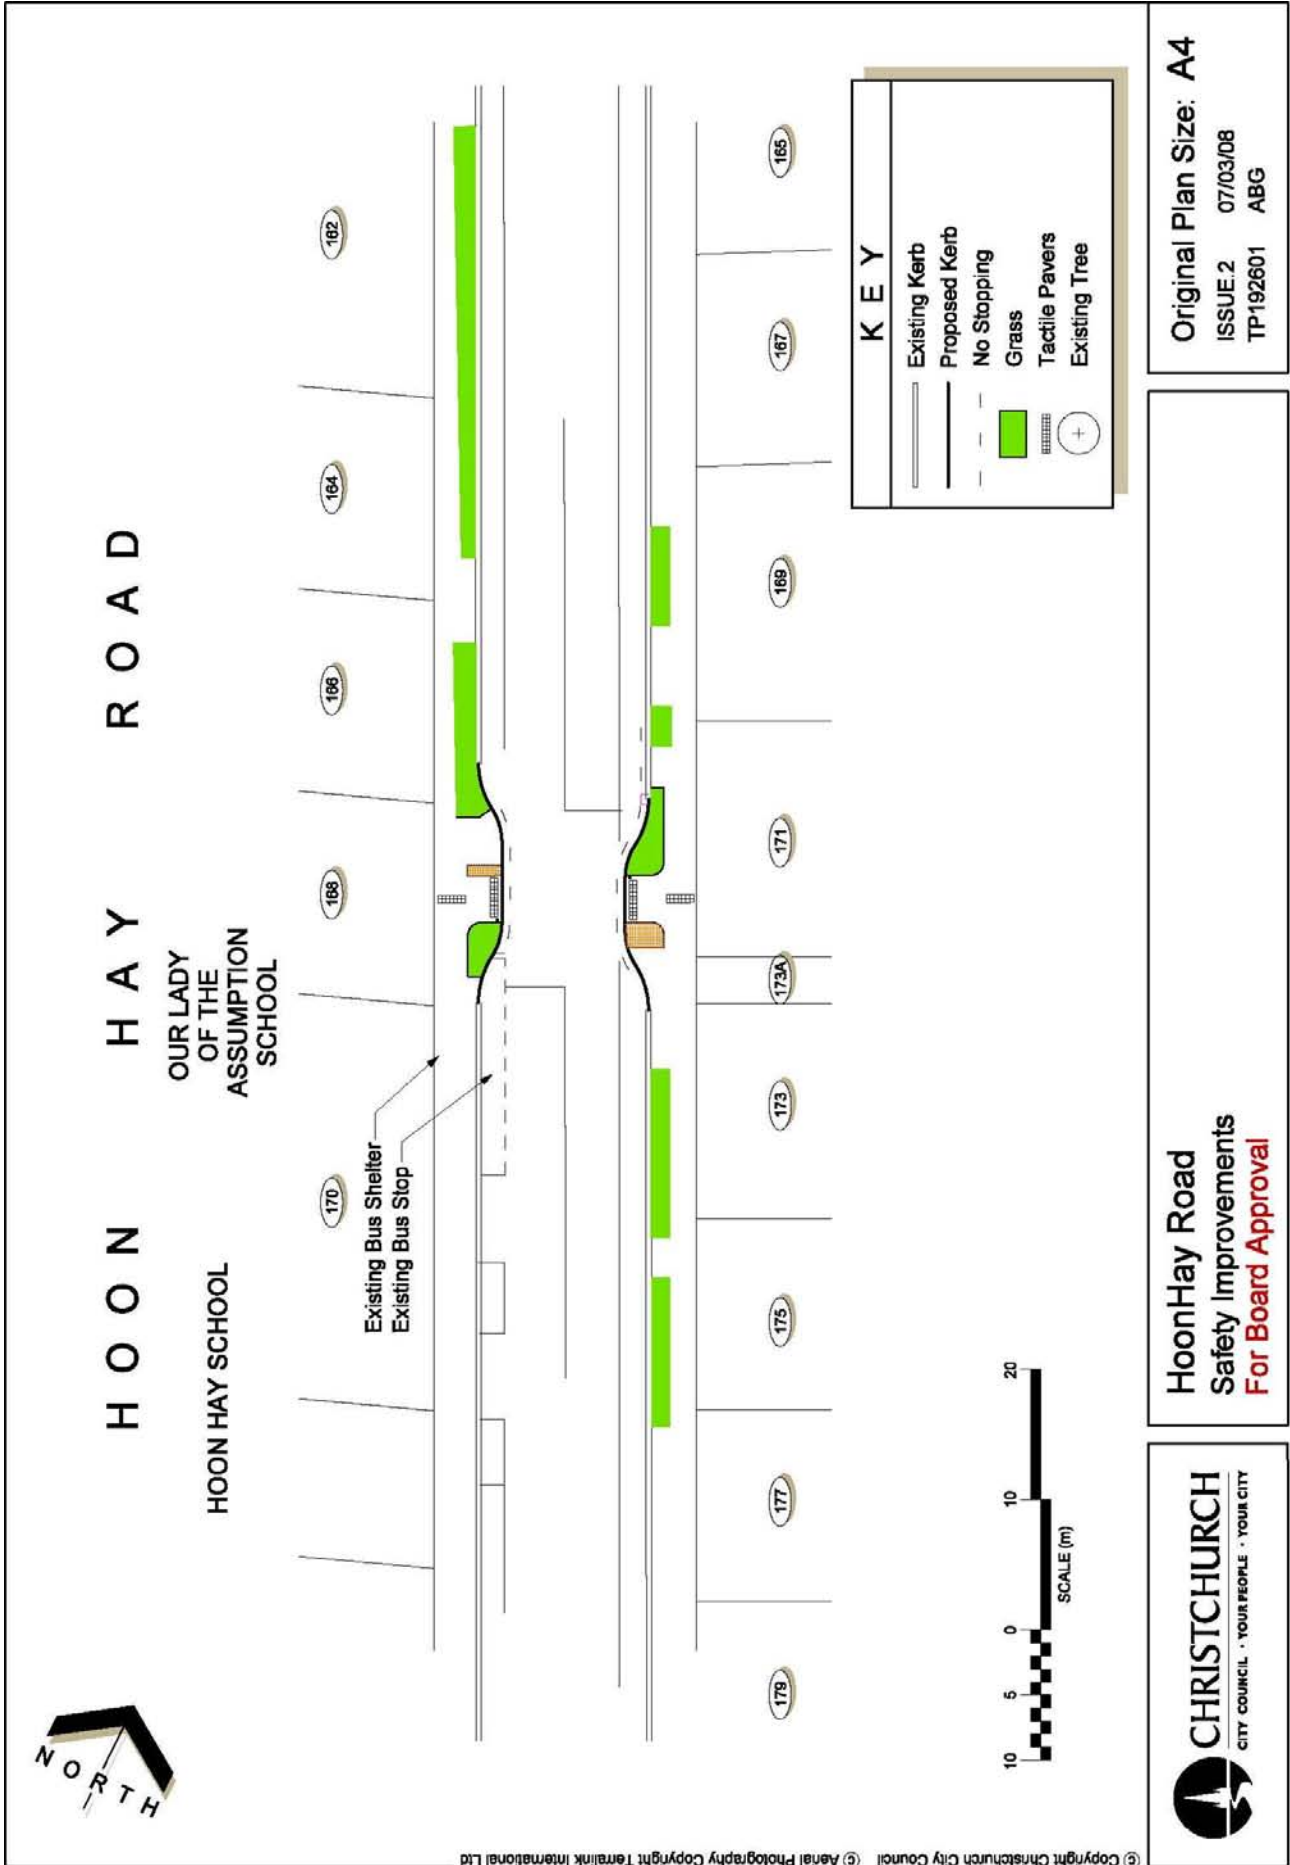 HOON HAY ROAD
NORTH
HOON HAY SCHOOL
OUR LADY
OF THE
ASSUMPTION
SCHOOL
170
168
166
164
162
Existing Bus Shelter
Existing Bus Stop
179
177
175
173
173A
171
169
167
165
KEY
Existing Kerb
Proposed Kerb
No Stopping
Grass
Tactile Pavers
Existing Tree
10 5 0 10 20
SCALE (m)
© Copyright Christchurch City Council © Aerial Photography Copyright Terralink International Ltd
CHRISTCHURCH
CITY COUNCIL · YOUR PEOPLE · YOUR CITY
HoonHay Road
Safety Improvements
For Board Approval
Original Plan Size: A4
ISSUE.2 07/03/08
TP192601 ABG